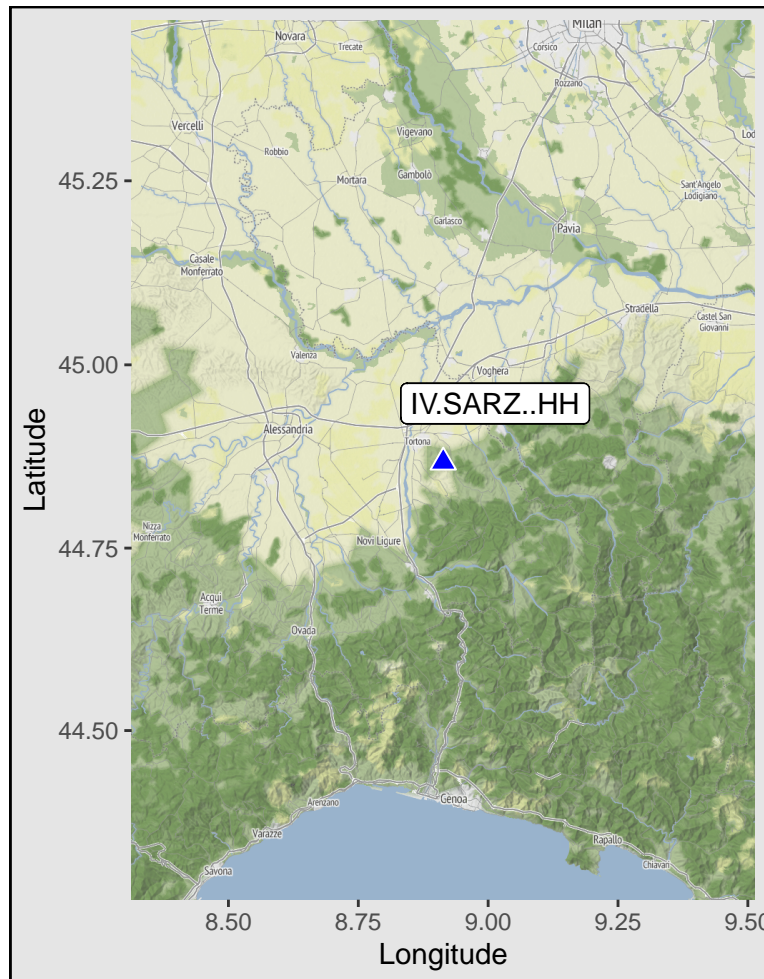 Milan
Novara
Trecate
Corsico
Rozzano
Vercelli
Vigevano
Lod
Robbio
Mortara
Gambolò
Sant'Angelo
Lodigiano
45.25
Garlasco
Pavia
Casale
Monferrato
Stradella
Castel San
Giovanni
Valenza
45.00
Voghera
IV.SARZ..HH
Alessandria
Tortona
Latitude
44.75
Nizza
Monferrato
Novi Ligure
Acqui
Terme
Ovada
44.50
Arenzano
Genoa
Varazze
Rapallo
Savona
Chiavari
8.50
8.75
9.00
9.25
9.50
Longitude